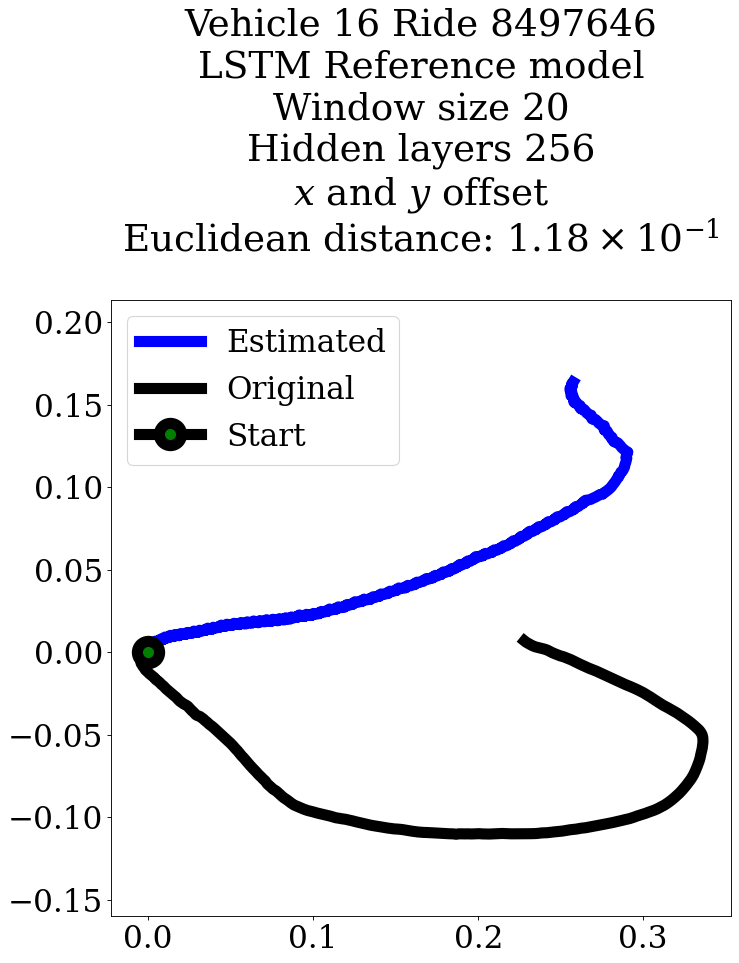 Vehicle 16 Ride 8497646
LSTM Reference model
Window size 20
Hidden layers 256
x and y offset
Euclidean distance: 1.18 × 10⁻¹
Estimated
Original
Start
0.20
0.15
0.10
0.05
0.00
−0.05
−0.10
−0.15
0.0 0.1 0.2 0.3